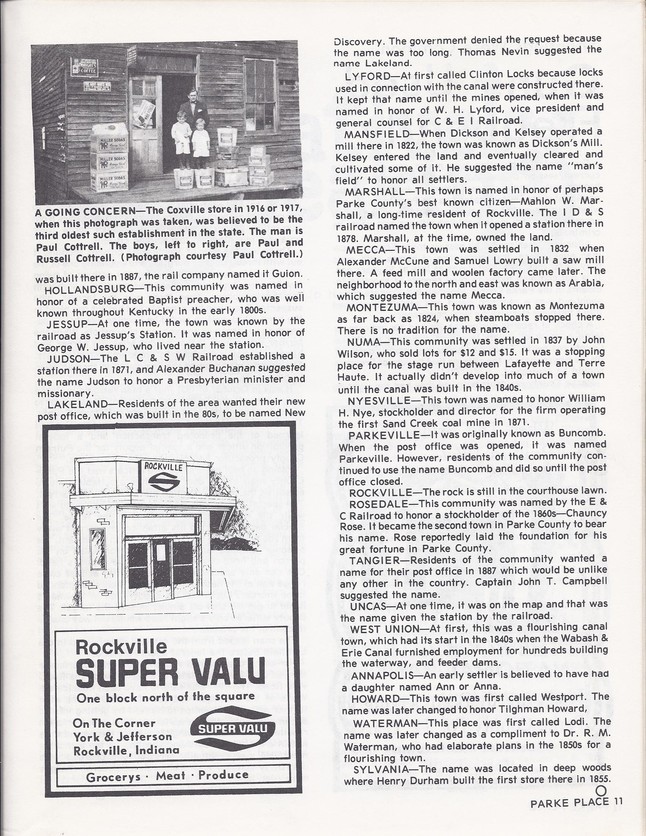 A GOING CONCERN—The Coxville store in 1916 or 1917,
when this photograph was taken, was believed to be the
third oldest such establishment in the state. The man is
Paul Cottrell. The boys, left to right, are Paul and
Russell Cottrell. (Photograph courtesy Paul Cottrell.)
was built there in 1887, the rail company named it Guion.
HOLLANDSBURG—This community was named in
honor of a celebrated Baptist preacher, who was well
known throughout Kentucky in the early 1800s.
JESSUP—At one time, the town was known by the
railroad as Jessup's Station. It was named in honor of
George W. Jessup, who lived near the station.
JUDSON—The L C & S W Railroad established a
station there in 1871, and Alexander Buchanan suggested
the name Judson to honor a Presbyterian minister and
missionary.
LAKELAND—Residents of the area wanted their new
post office, which was built in the 80s, to be named New
ROCKVILLE
Rockville
SUPER VALU
One block north of the square
On The Corner
York & Jefferson
Rockville, Indiana
SUPER VALU
Grocerys · Meat · Produce
Discovery. The government denied the request because
the name was too long. Thomas Nevin suggested the
name Lakeland.
LYFORD—At first called Clinton Locks because locks
used in connection with the canal were constructed there.
It kept that name until the mines opened, when it was
named in honor of W. H. Lyford, vice president and
general counsel for C & E I Railroad.
MANSFIELD—When Dickson and Kelsey operated a
mill there in 1822, the town was known as Dickson's Mill.
Kelsey entered the land and eventually cleared and
cultivated some of it. He suggested the name "man's
field" to honor all settlers.
MARSHALL—This town is named in honor of perhaps
Parke County's best known citizen—Mahlon W. Mar-
shall, a long-time resident of Rockville. The I D & S
railroad named the town when it opened a station there in
1878. Marshall, at the time, owned the land.
MECCA—This town was settled in 1832 when
Alexander McCune and Samuel Lowry built a saw mill
there. A feed mill and woolen factory came later. The
neighborhood to the north and east was known as Arabia,
which suggested the name Mecca.
MONTEZUMA—This town was known as Montezuma
as far back as 1824, when steamboats stopped there.
There is no tradition for the name.
NUMA—This community was settled in 1837 by John
Wilson, who sold lots for $12 and $15. It was a stopping
place for the stage run between Lafayette and Terre
Haute. It actually didn't develop into much of a town
until the canal was built in the 1840s.
NYESVILLE—This town was named to honor William
H. Nye, stockholder and director for the firm operating
the first Sand Creek coal mine in 1871.
PARKEVILLE—It was originally known as Buncomb.
When the post office was opened, it was named
Parkeville. However, residents of the community con-
tinued to use the name Buncomb and did so until the post
office closed.
ROCKVILLE—The rock is still in the courthouse lawn.
ROSEDALE—This community was named by the E &
C Railroad to honor a stockholder of the 1860s—Chauncy
Rose. It became the second town in Parke County to bear
his name. Rose reportedly laid the foundation for his
great fortune in Parke County.
TANGIER—Residents of the community wanted a
name for their post office in 1887 which would be unlike
any other in the country. Captain John T. Campbell
suggested the name.
UNCAS—At one time, it was on the map and that was
the name given the station by the railroad.
WEST UNION—At first, this was a flourishing canal
town, which had its start in the 1840s when the Wabash &
Erie Canal furnished employment for hundreds building
the waterway, and feeder dams.
ANNAPOLIS—An early settler is believed to have had
a daughter named Ann or Anna.
HOWARD—This town was first called Westport. The
name was later changed to honor Tilghman Howard,
WATERMAN—This place was first called Lodi. The
name was later changed as a compliment to Dr. R. M.
Waterman, who had elaborate plans in the 1850s for a
flourishing town.
SYLVANIA—The name was located in deep woods
where Henry Durham built the first store there in 1855.
PARKE PLACE 11